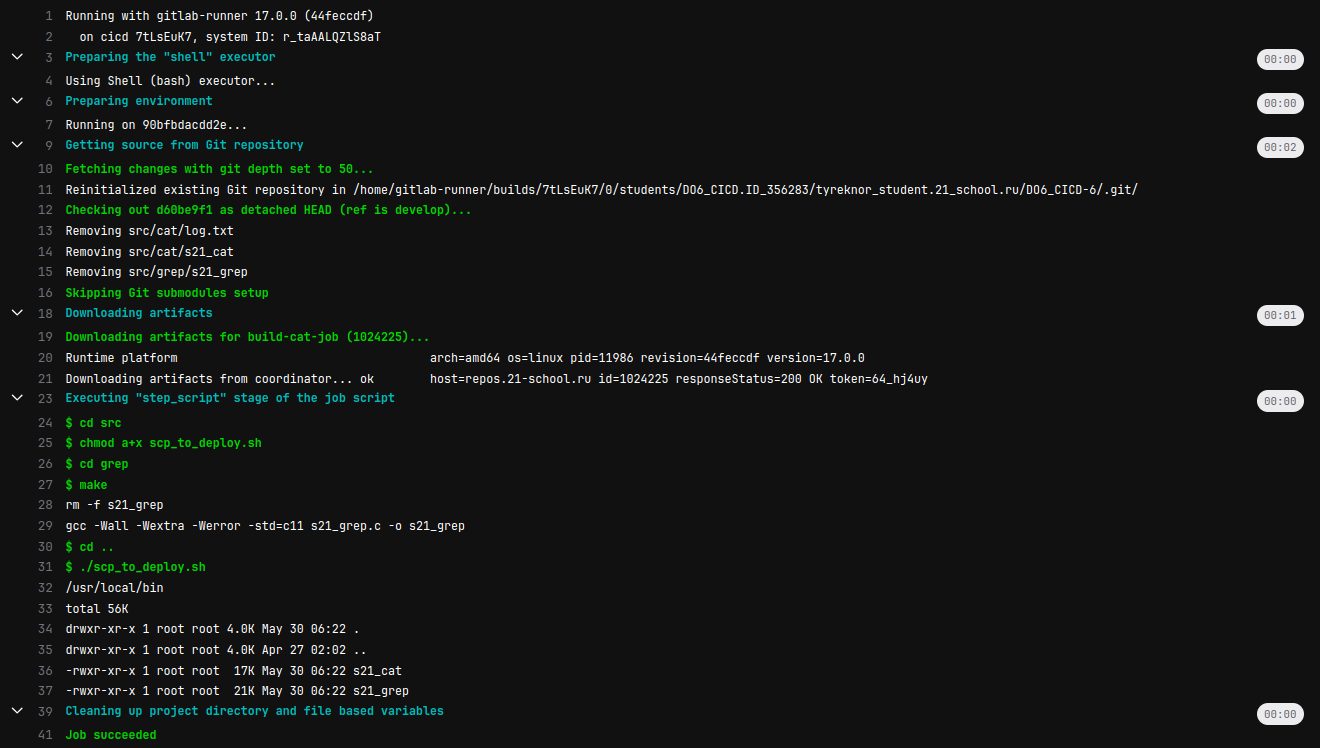 1 Running with gitlab-runner 17.0.0 (44feccdf)
2 on cicd 7tLsEuK7, system ID: r_taAALQZlS8aT
3 Preparing the "shell" executor 00:00
4 Using Shell (bash) executor...
6 Preparing environment 00:00
7 Running on 90bfbdacdd2e...
9 Getting source from Git repository 00:02
10 Fetching changes with git depth set to 50...
11 Reinitialized existing Git repository in /home/gitlab-runner/builds/7tLsEuK7/0/students/DO6_CICD.ID_356283/tyreknor_student.21_school.ru/DO6_CICD-6/.git/
12 Checking out d60be9f1 as detached HEAD (ref is develop)...
13 Removing src/cat/log.txt
14 Removing src/cat/s21_cat
15 Removing src/grep/s21_grep
16 Skipping Git submodules setup
18 Downloading artifacts 00:01
19 Downloading artifacts for build-cat-job (1024225)...
20 Runtime platform arch=amd64 os=linux pid=11986 revision=44feccdf version=17.0.0
21 Downloading artifacts from coordinator... ok host=repos.21-school.ru id=1024225 responseStatus=200 OK token=64_hj4uy
23 Executing "step_script" stage of the job script 00:00
24 $ cd src
25 $ chmod a+x scp_to_deploy.sh
26 $ cd grep
27 $ make
28 rm -f s21_grep
29 gcc -Wall -Wextra -Werror -std=c11 s21_grep.c -o s21_grep
30 $ cd ..
31 $ ./scp_to_deploy.sh
32 /usr/local/bin
33 total 56K
34 drwxr-xr-x 1 root root 4.0K May 30 06:22 .
35 drwxr-xr-x 1 root root 4.0K Apr 27 02:02 ..
36 -rwxr-xr-x 1 root root 17K May 30 06:22 s21_cat
37 -rwxr-xr-x 1 root root 21K May 30 06:22 s21_grep
39 Cleaning up project directory and file based variables 00:00
41 Job succeeded